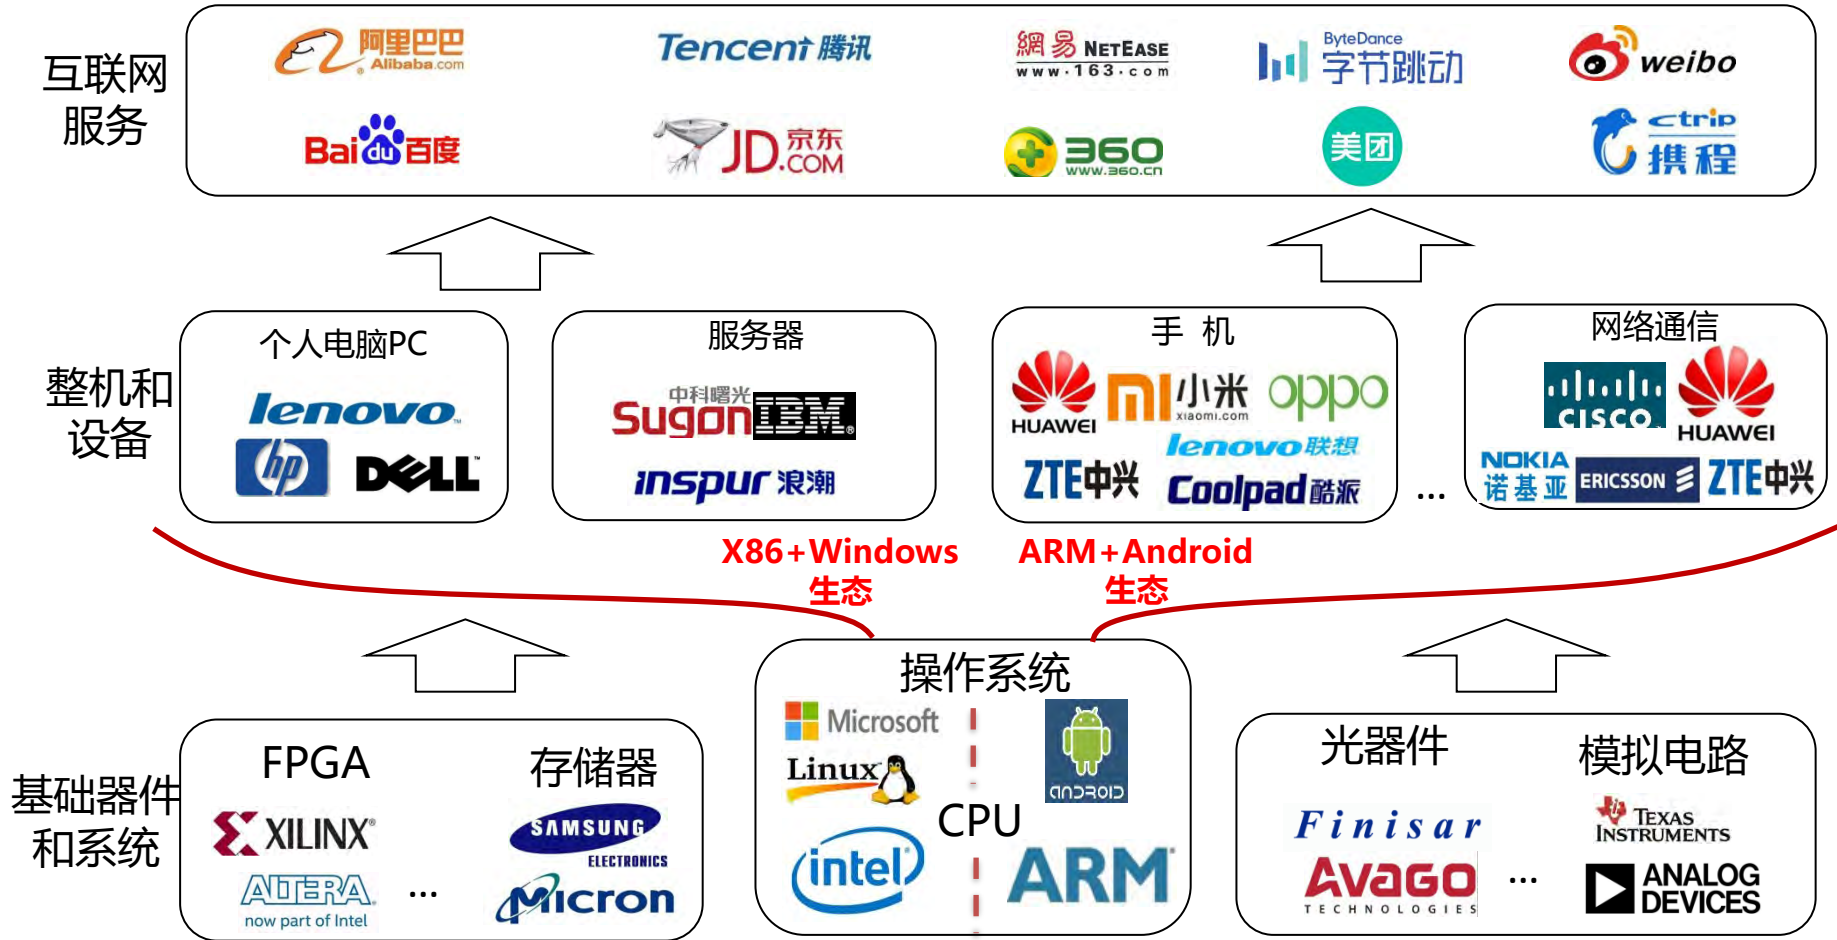 互联网
服务
阿里巴巴
Alibaba.com
Tencent 腾讯
網易 NETEASE
www.163.com
ByteDance
字节跳动
weibo
Bai du 百度
JD.京东
.COM
360
www.360.cn
美团
ctrip
携程
整机和
设备
个人电脑PC
lenovo
hp
DELL
服务器
中科曙光
Sugon
IBM
inspur 浪潮
手 机
HUAWEI
MI 小米
xiaomi.com
oppo
lenovo 联想
ZTE中兴
Coolpad 酷派
...
网络通信
CISCO
HUAWEI
NOKIA
诺基亚
ERICSSON
ZTE中兴
X86+Windows
生态
ARM+Android
生态
基础器件
和系统
FPGA
XILINX
ALTERA
now part of Intel
...
存储器
SAMSUNG
ELECTRONICS
Micron
操作系统
Microsoft
Linux
ANDROID
CPU
intel
ARM
光器件
Finisar
AVAGO
TECHNOLOGIES
...
模拟电路
TEXAS
INSTRUMENTS
ANALOG
DEVICES